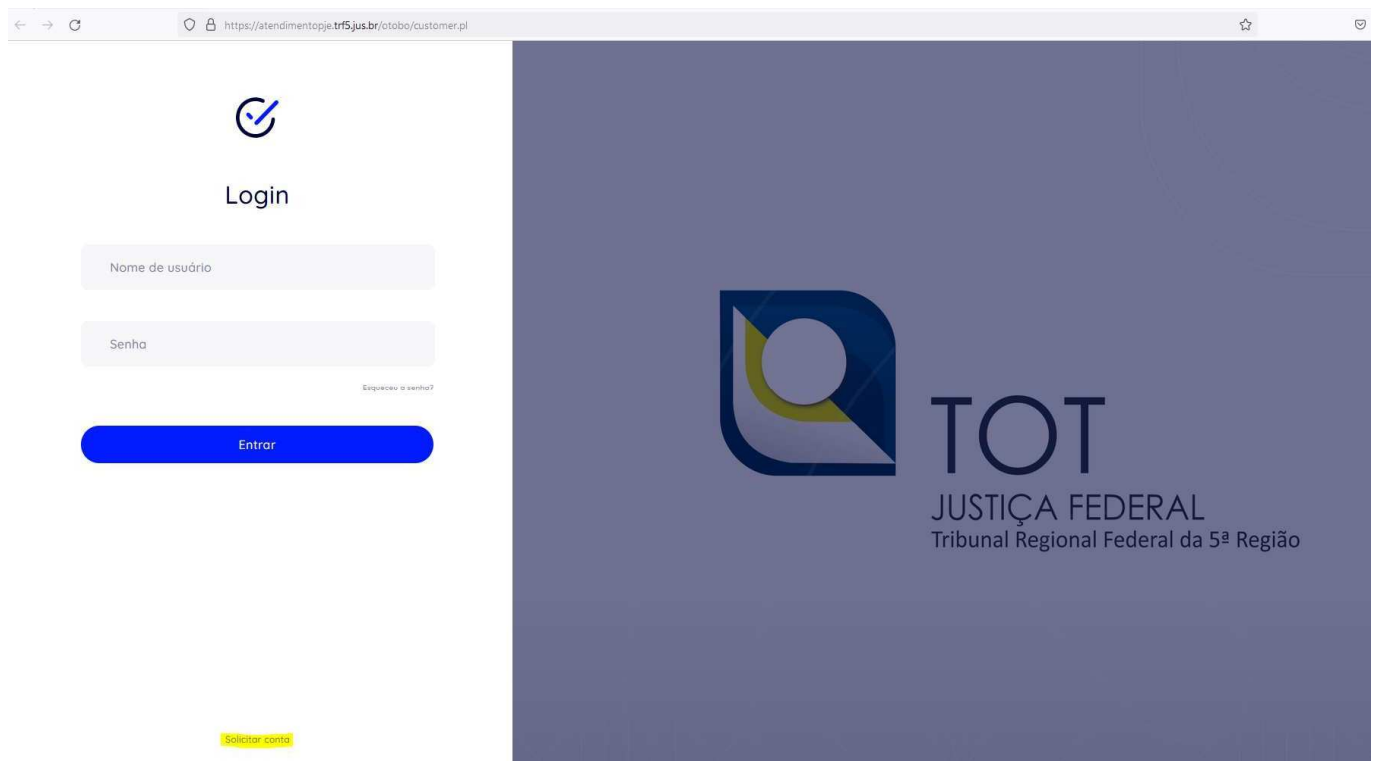 https://atendimentopje.trf5.jus.br/otobo/customer.pl
Login
Nome de usuário
Senha
Esqueceu a senha?
Entrar
Solicitar conta
TOT
JUSTIÇA FEDERAL
Tribunal Regional Federal da 5ª Região